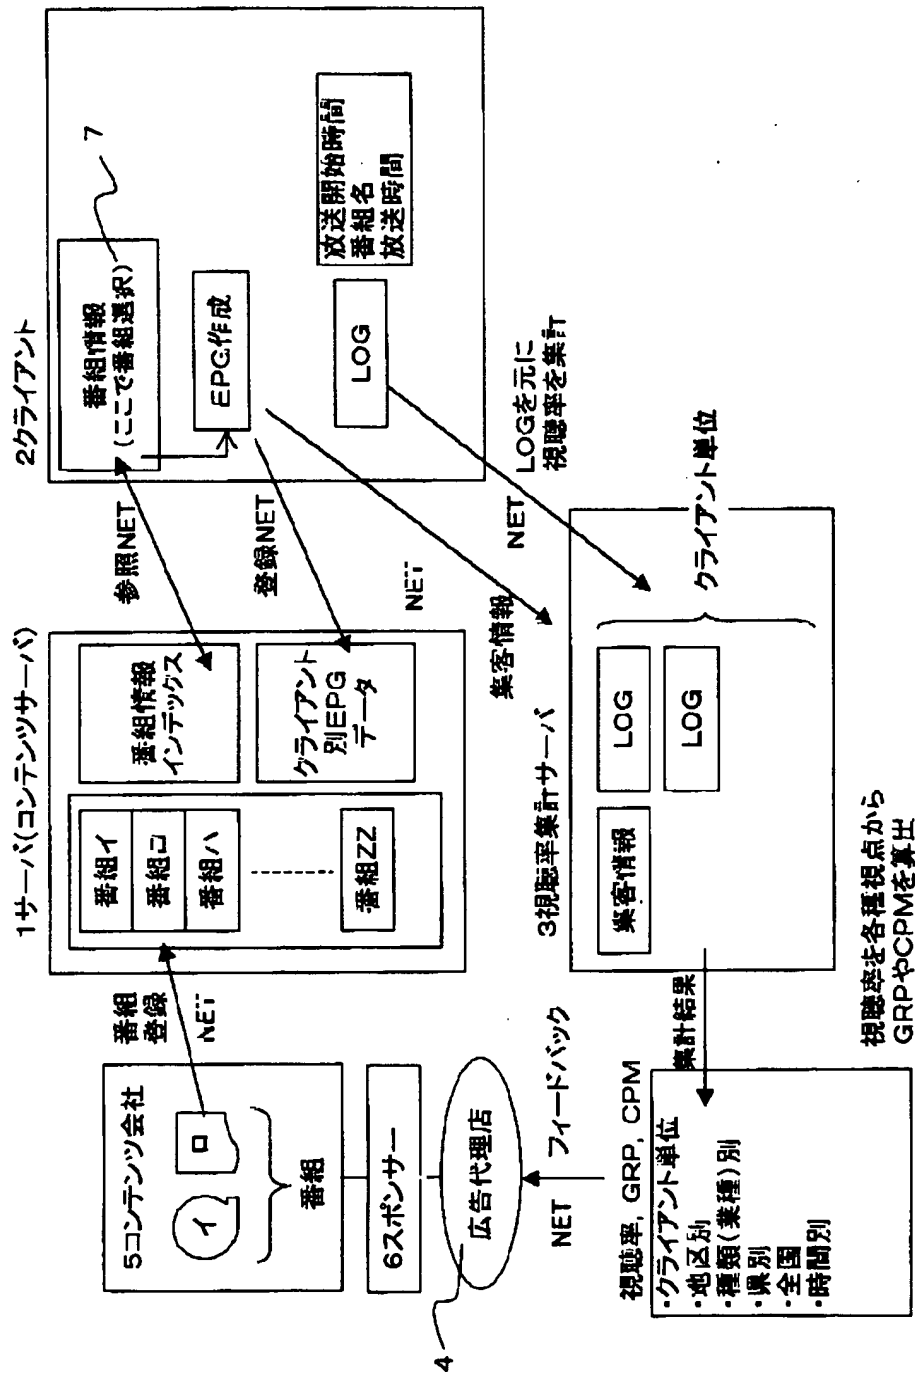 5コンテンツ会社
イ
ロ
番組
6スポンサー
広告代理店
4
番組
登録
NET
1サーバ(コンテンツサーバ)
番組イ
番組ロ
番組ハ
番組ZZ
番組情報
インデックス
クライアント
別EPG
データ
参照NET
登録NET
NET
2クライアント
番組情報
(ここで番組選択)
7
EPG作成
LOG
放送開始時間
番組名
放送時間
集客情報
NET
LOGを元に
視聴率を集計
3視聴率集計サーバ
集客情報
LOG
LOG
クライアント単位
集計結果
視聴率を各種視点から
GRPやCPMを算出
NET
フィードバック
視聴率, GRP, CPM
・クライアント単位
・地区別
・種類(業種)別
・県別
・全国
・時間別